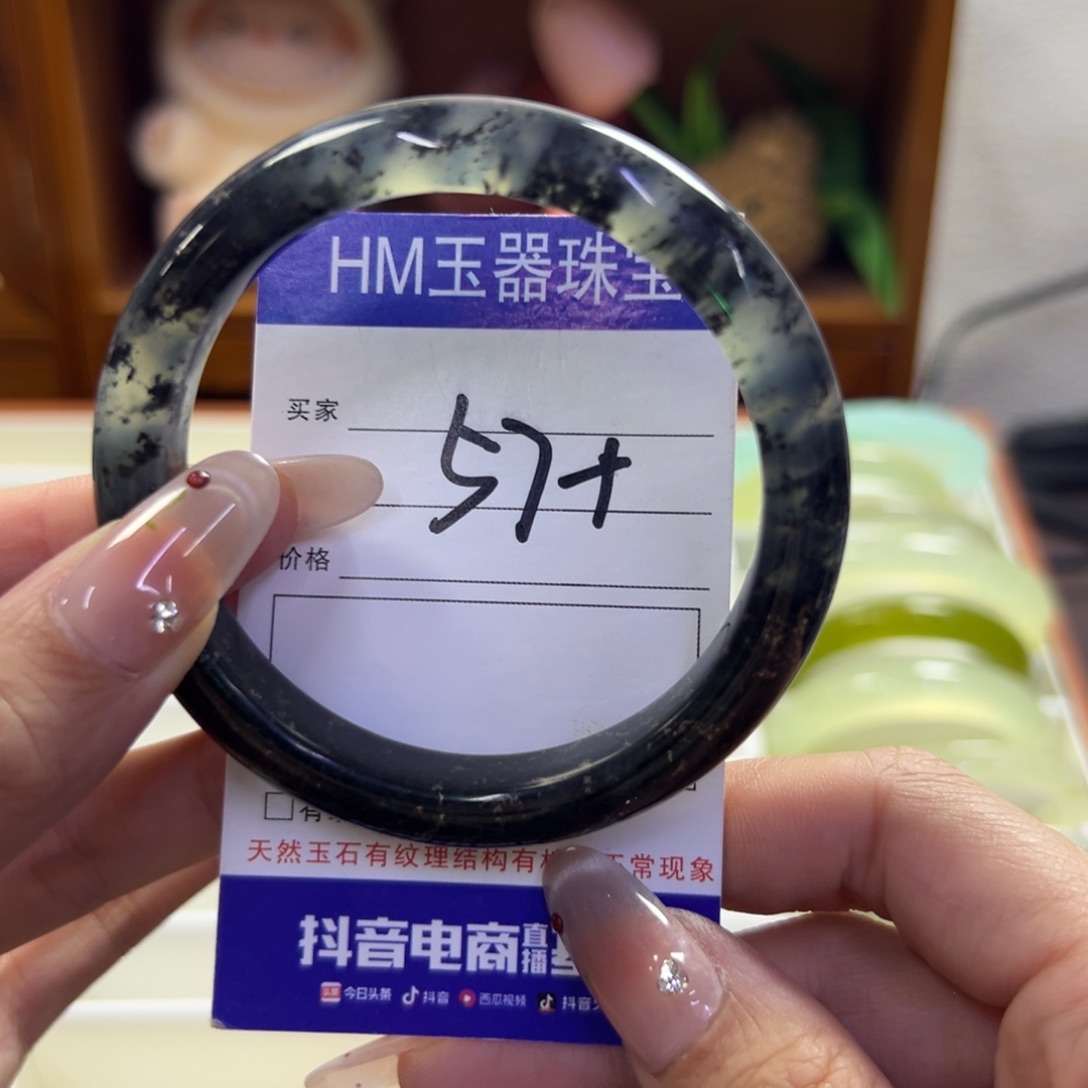 HM玉器珠宝
买家
57+
价格
天然玉石有纹理结构有 正常现象
抖音电商直播
今日头条 抖音 西瓜视频 抖音